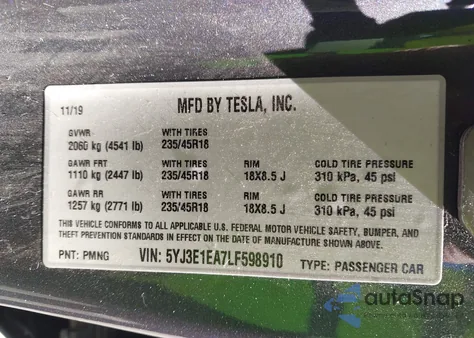 11/19 MFD BY TESLA, INC.
GVWR WITH TIRES
2060 kg (4541 lb) 235/45R18
GAWR FRT WITH TIRES RIM COLD TIRE PRESSURE
1110 kg (2447 lb) 235/45R18 18X8.5 J 310 kPa, 45 psi
GAWR RR WITH TIRES RIM COLD TIRE PRESSURE
1257 kg (2771 lb) 235/45R18 18X8.5 J 310 kPa, 45 psi
THIS VEHICLE CONFORMS TO ALL APPLICABLE U.S. FEDERAL MOTOR VEHICLE SAFETY, BUMPER, AND
THEFT PREVENTION STANDARDS IN EFFECT ON THE DATE OF MANUFACTURE SHOWN ABOVE.
PNT: PMNG VIN: 5YJ3E1EA7LF598910 TYPE: PASSENGER CAR
autoSnap